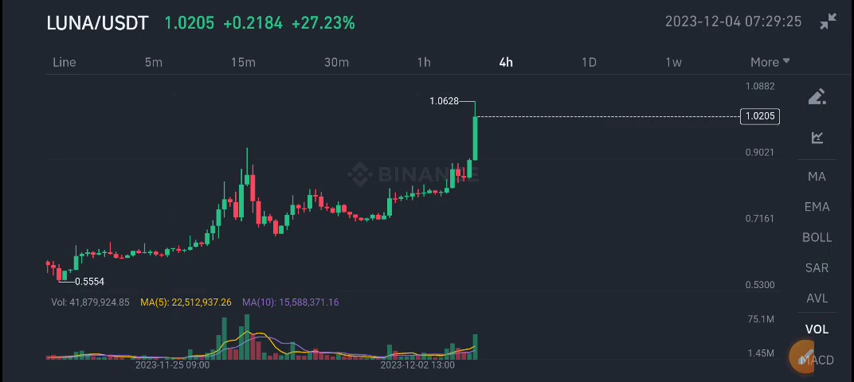 LUNA/USDT 1.0205 +0.2184 +27.23% 2023-12-04 07:29:25
Line 5m 15m 30m 1h 4h 1D 1w More
1.0882
1.0628
1.0205
0.9021
BINANCE
0.7161
0.5554
0.5300
Vol: 41,879,924.85 MA(5): 22,512,937.26 MA(10): 15,588,371.16
75.1M
1.45M
2023-11-25 09:00 2023-12-02 13:00
MA
EMA
BOLL
SAR
AVL
VOL
MACD